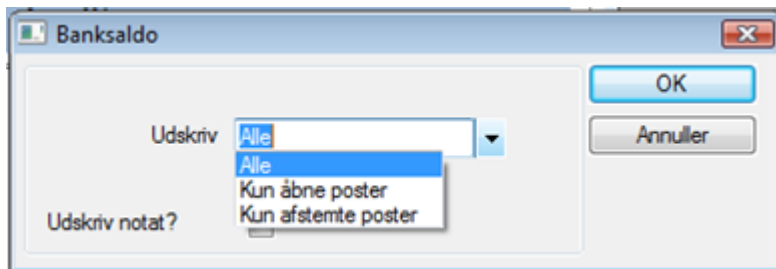 Banksaldo
OK
Udskriv Alle
Annuller
Alle
Kun åbne poster
Kun afstemte poster
Udskriv notat?